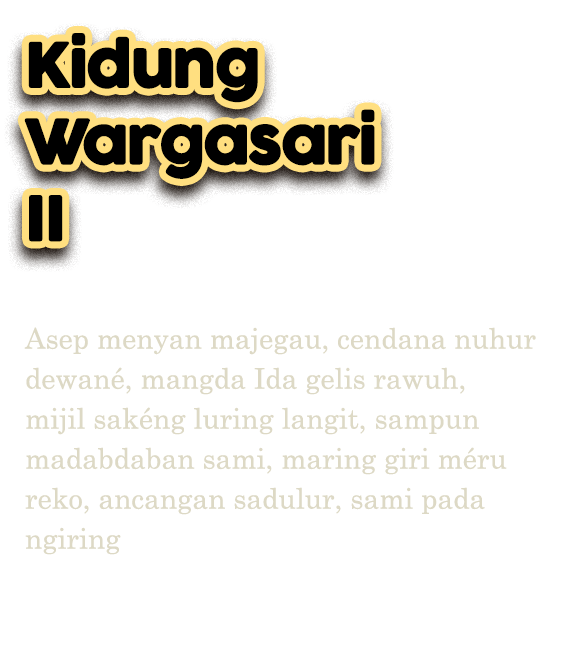 Kidung
Wargasari
II
Asep menyan majegau, cendana nuhur
dewané, mangda Ida gelis rawuh,
mijil sakéng luring langit, sampun
madabdaban sami, maring giri méru
reko, ancangan sadulur, sami pada
ngiring